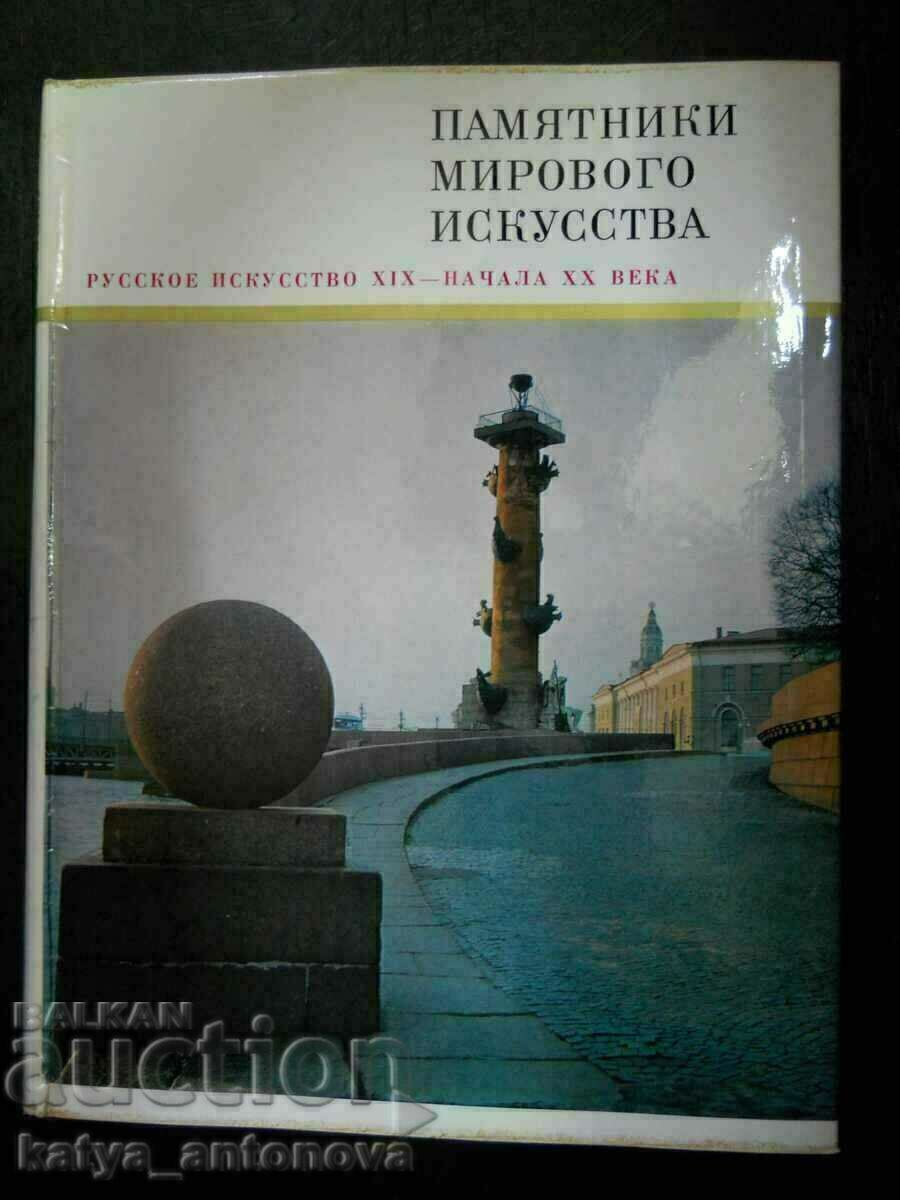 ПАМЯТНИКИ
МИРОВОГО
ИСКУССТВА
РУССКОЕ ИСКУССТВО XIX—НАЧАЛА XX ВЕКА
BALKAN
auction
katya_antonova